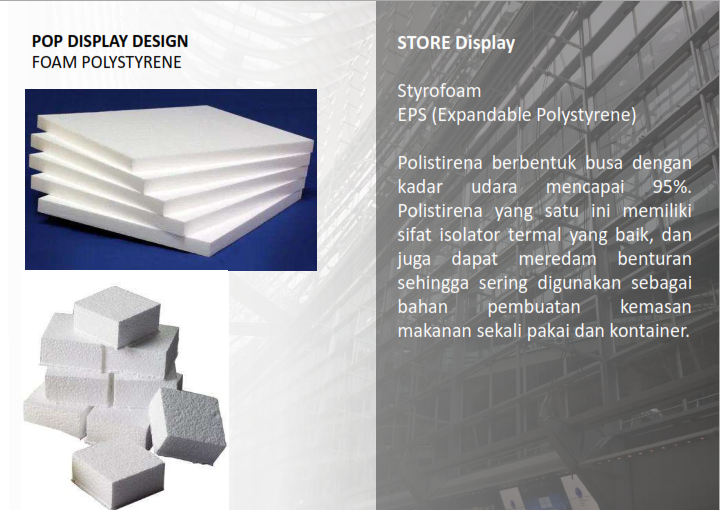 POP DISPLAY DESIGN
FOAM POLYSTYRENE
STORE Display
Styrofoam
EPS (Expandable Polystyrene)
Polistirena berbentuk busa dengan
kadar udara mencapai 95%.
Polistirena yang satu ini memiliki
sifat isolator termal yang baik, dan
juga dapat meredam benturan
sehingga sering digunakan sebagai
bahan pembuatan kemasan
makanan sekali pakai dan kontainer.